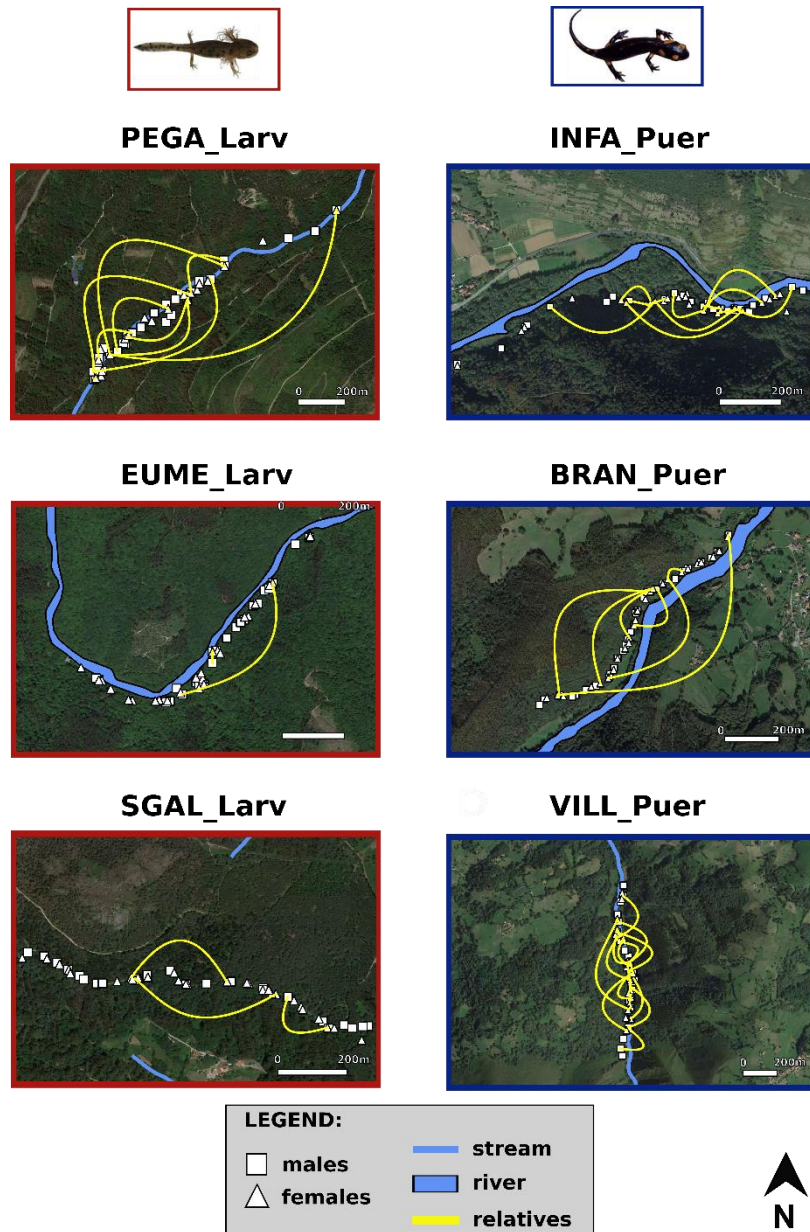 PEGA_Larv
INFA_Puer
0 200m
0 200m
EUME_Larv
BRAN_Puer
0 200m
0 200m
SGAL_Larv
VILL_Puer
0 200m
0 200m
LEGEND:
males
females
stream
river
relatives
N